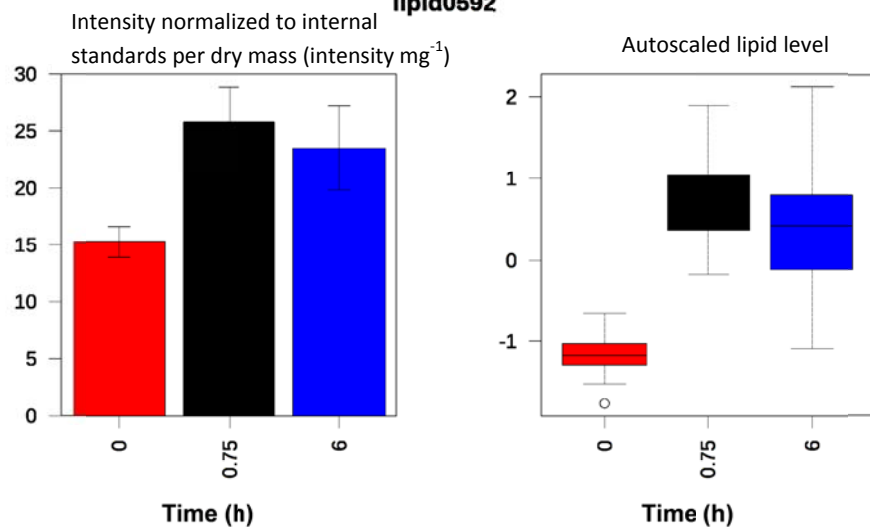 lipid0592
Intensity normalized to internal
standards per dry mass (intensity mg⁻¹)
30
25
20
15
10
5
0
0
0.75
6
Time (h)
Autoscaled lipid level
2
1
0
-1
0
0.75
6
Time (h)